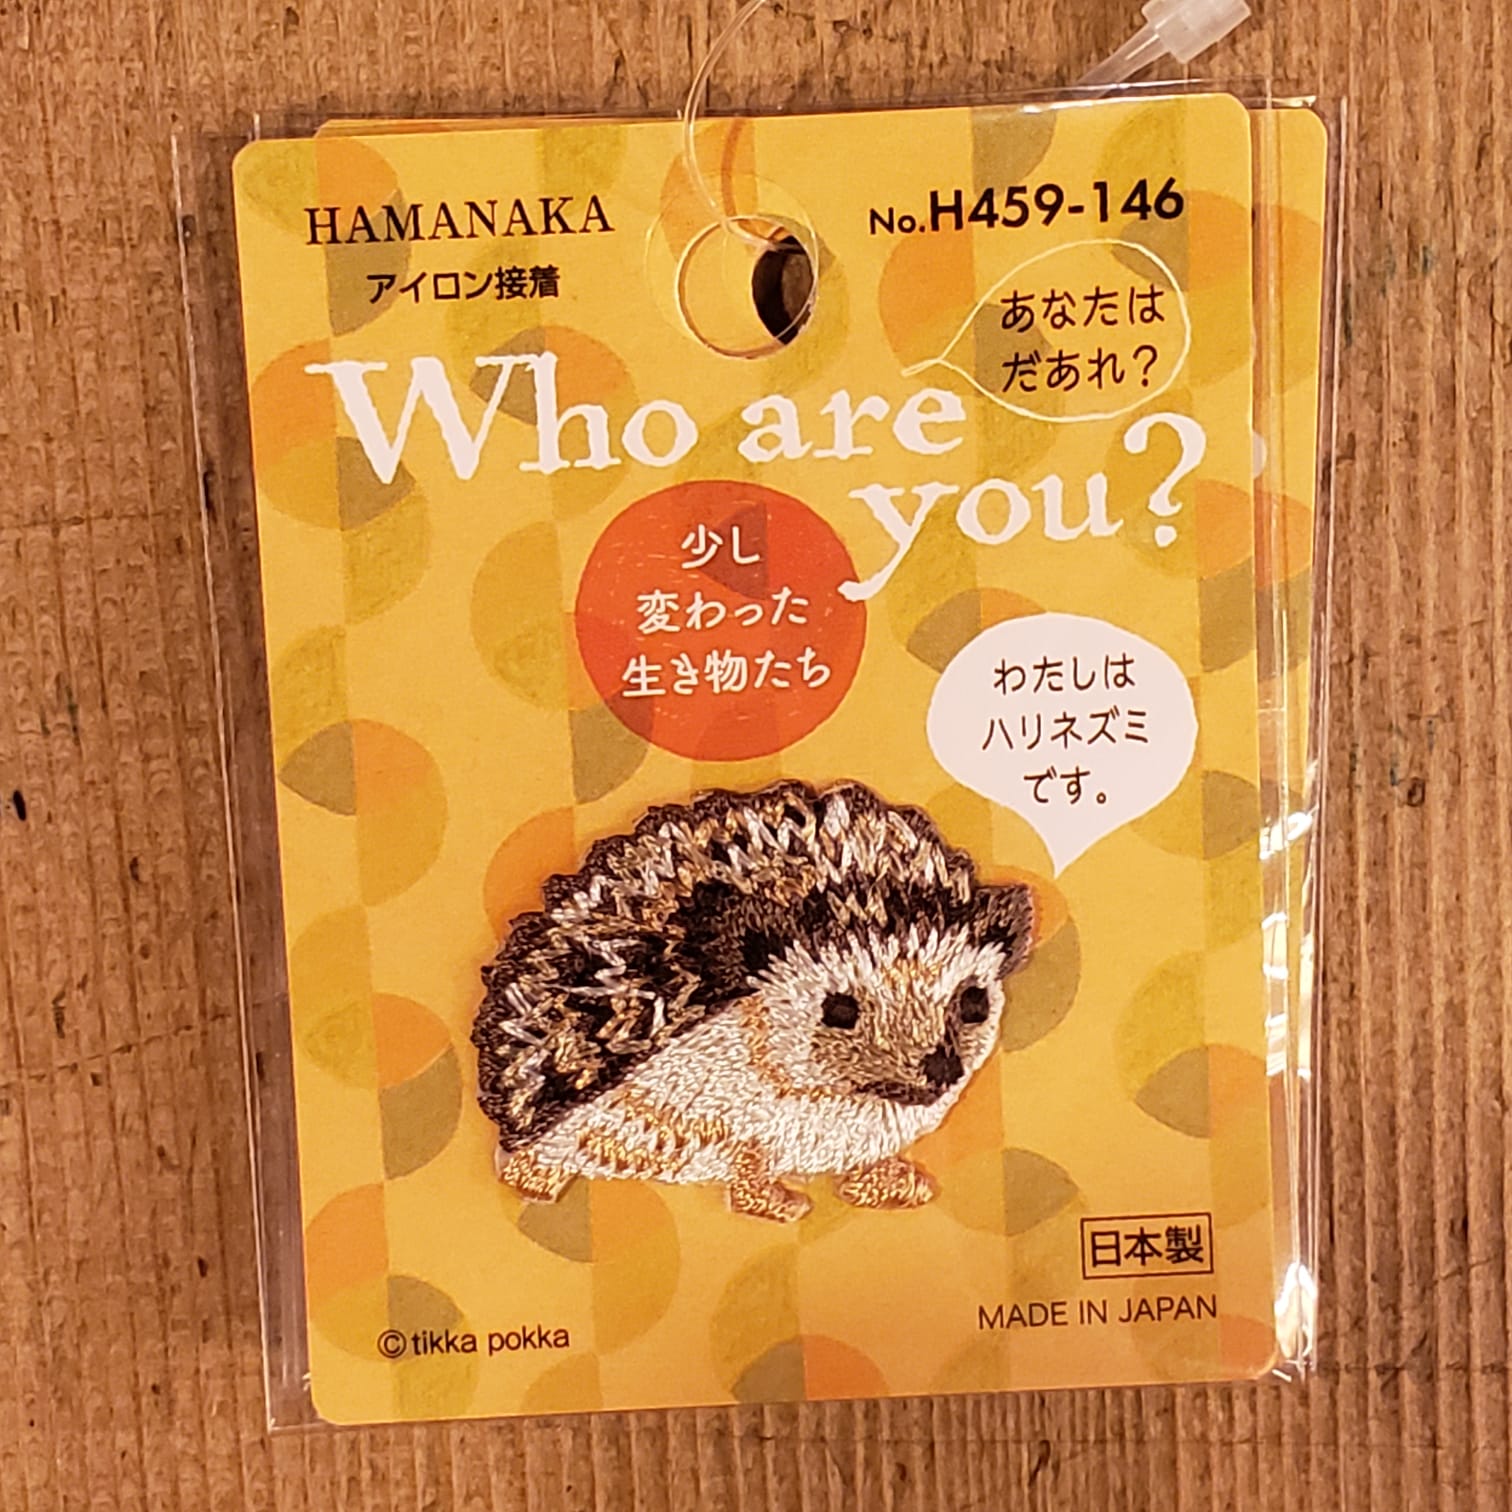 HAMANAKA
No.H459-146
アイロン接着
あなたは
だあれ？
Who are
you?
少し
変わった
生き物たち
わたしは
ハリネズミ
です。
日本製
MADE IN JAPAN
©tikka pokka